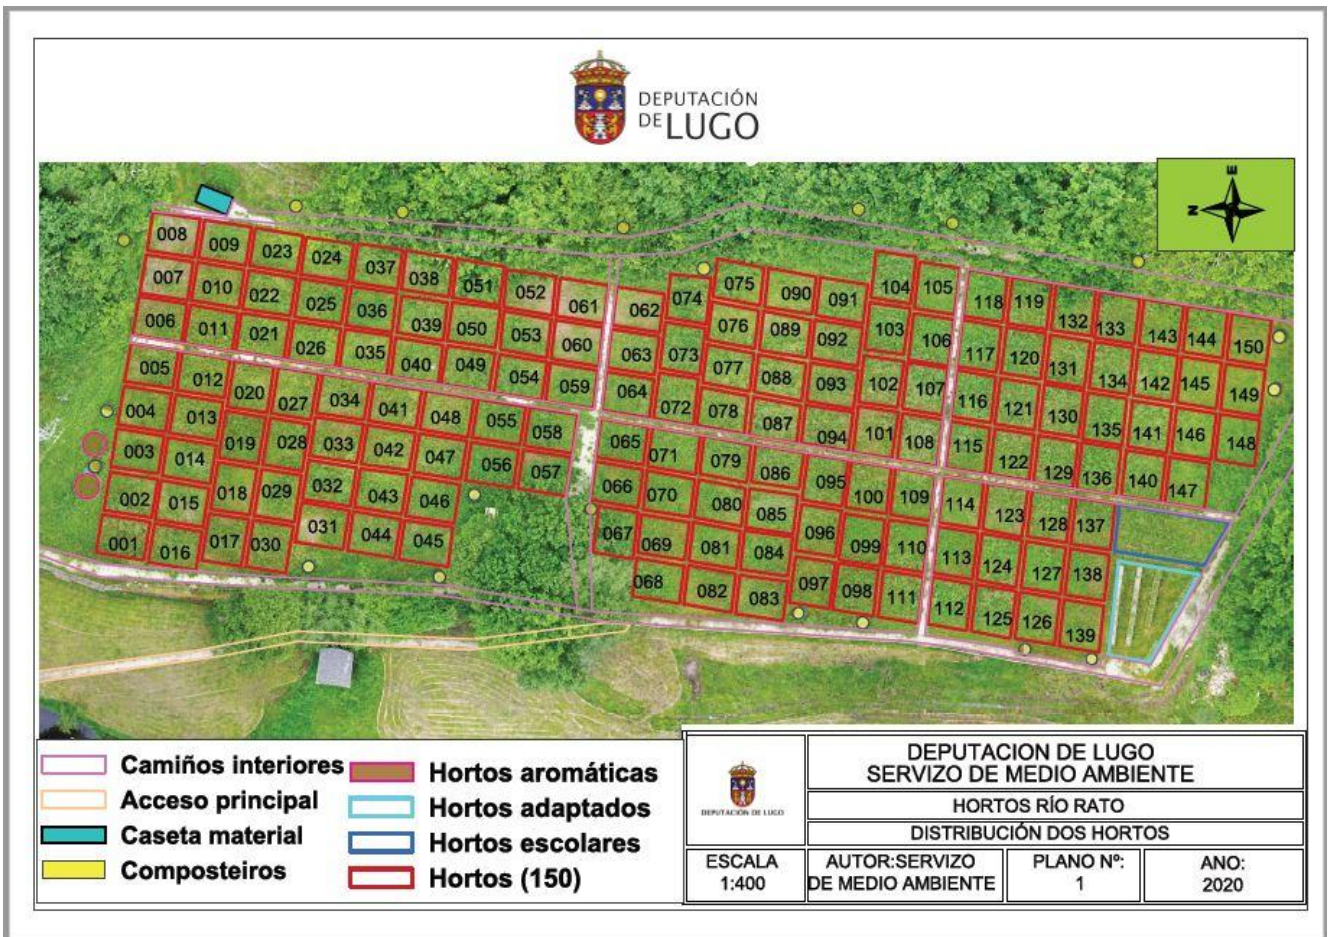 DEPUTACIÓN
DE LUGO
E
N
008 009 023 024 037 038 051 052 061
007 010 022 025 036 039 050 053 060
006 011 021 026 035 040 049 054 059
005 012 020 027 034 041 048 055 058
004 013 019 028 033 042 047 056 057
003 014 018 029 032 043 046
002 015 017 030 031 044 045
001 016
062 074 075 090 091 104 105
063 073 076 089 092 103 106
064 072 077 088 093 102 107
078 087 094 101 108
065 071 079 086 095 100 109
066 070 080 085 096 099 110
067 069 081 084 097 098 111
068 082 083
118 119 132 133 143 144 150
117 120 131 134 142 145 149
116 121 130 135 141 146 148
115 122 129 136 140 147
114 123 128 137
113 124 127 138
112 125 126 139
Camiños interiores
Acceso principal
Caseta material
Composteiros
Hortos aromáticas
Hortos adaptados
Hortos escolares
Hortos (150)
DEPUTACIÓN DE LUGO
DEPUTACION DE LUGO
SERVIZO DE MEDIO AMBIENTE
HORTOS RÍO RATO
DISTRIBUCIÓN DOS HORTOS
ESCALA
1:400
AUTOR:SERVIZO
DE MEDIO AMBIENTE
PLANO Nº:
1
ANO:
2020